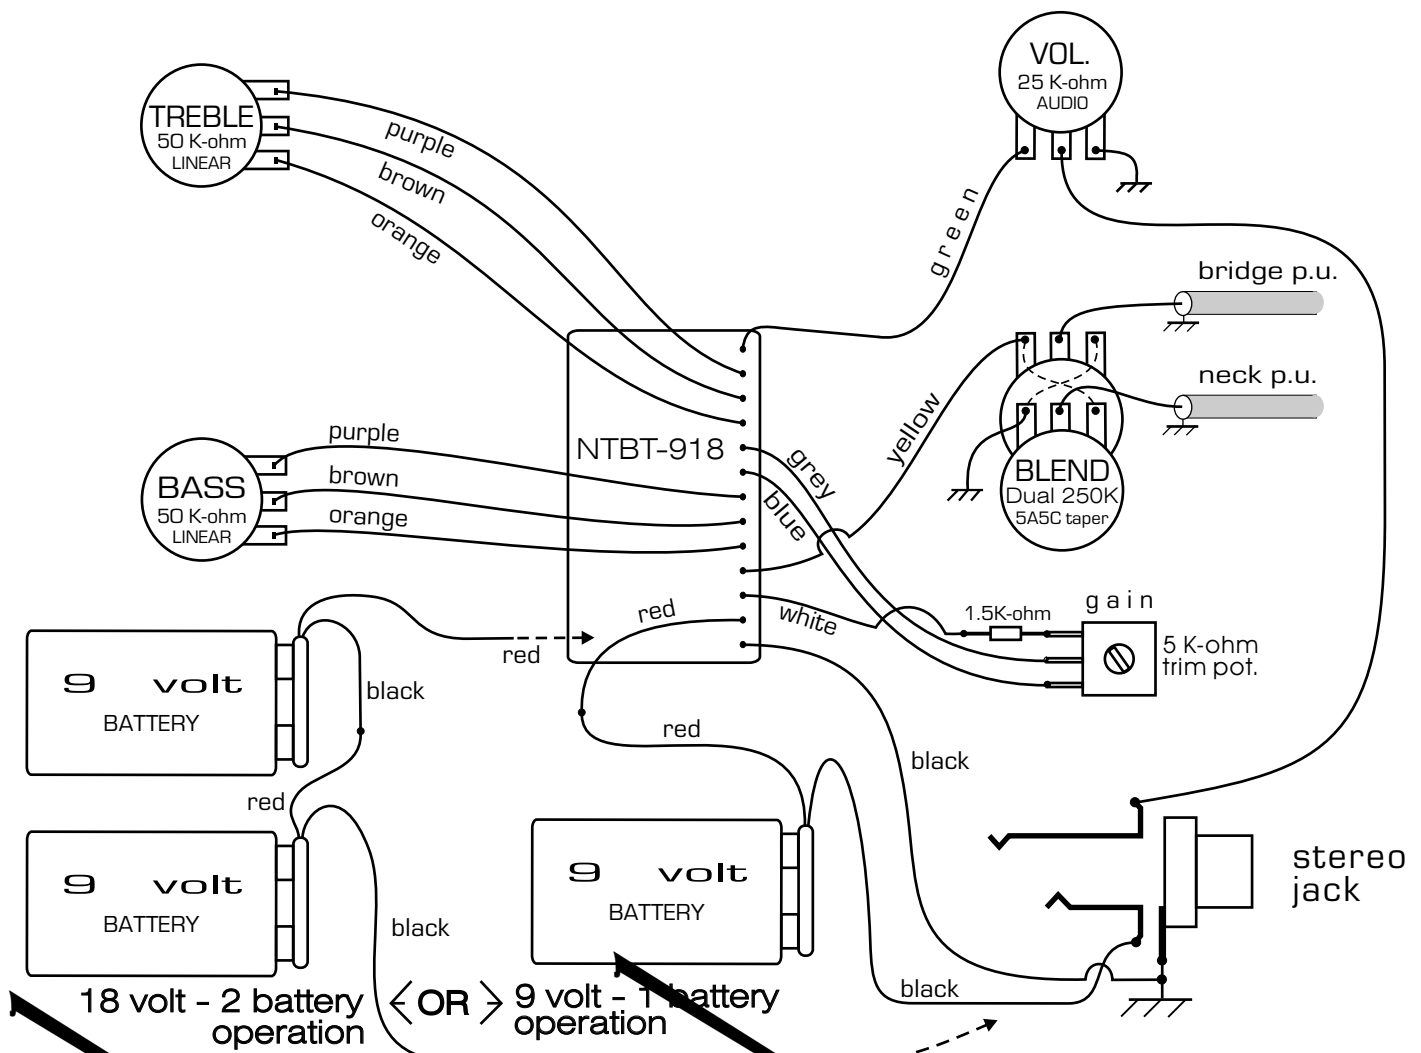 VOL.
25 K-ohm
AUDIO
TREBLE
50 K-ohm
LINEAR
purple
brown
orange
green
bridge p.u.
neck p.u.
yellow
BLEND
Dual 250K
5A5C taper
NTBT-918
grey
blue
purple
brown
orange
BASS
50 K-ohm
LINEAR
white
red
red
1.5K-ohm
gain
5 K-ohm
trim pot.
9 volt
BATTERY
black
red
red
black
9 volt
BATTERY
black
9 volt
BATTERY
black
stereo
jack
18 volt - 2 battery
operation
OR
9 volt - 1 battery
operation